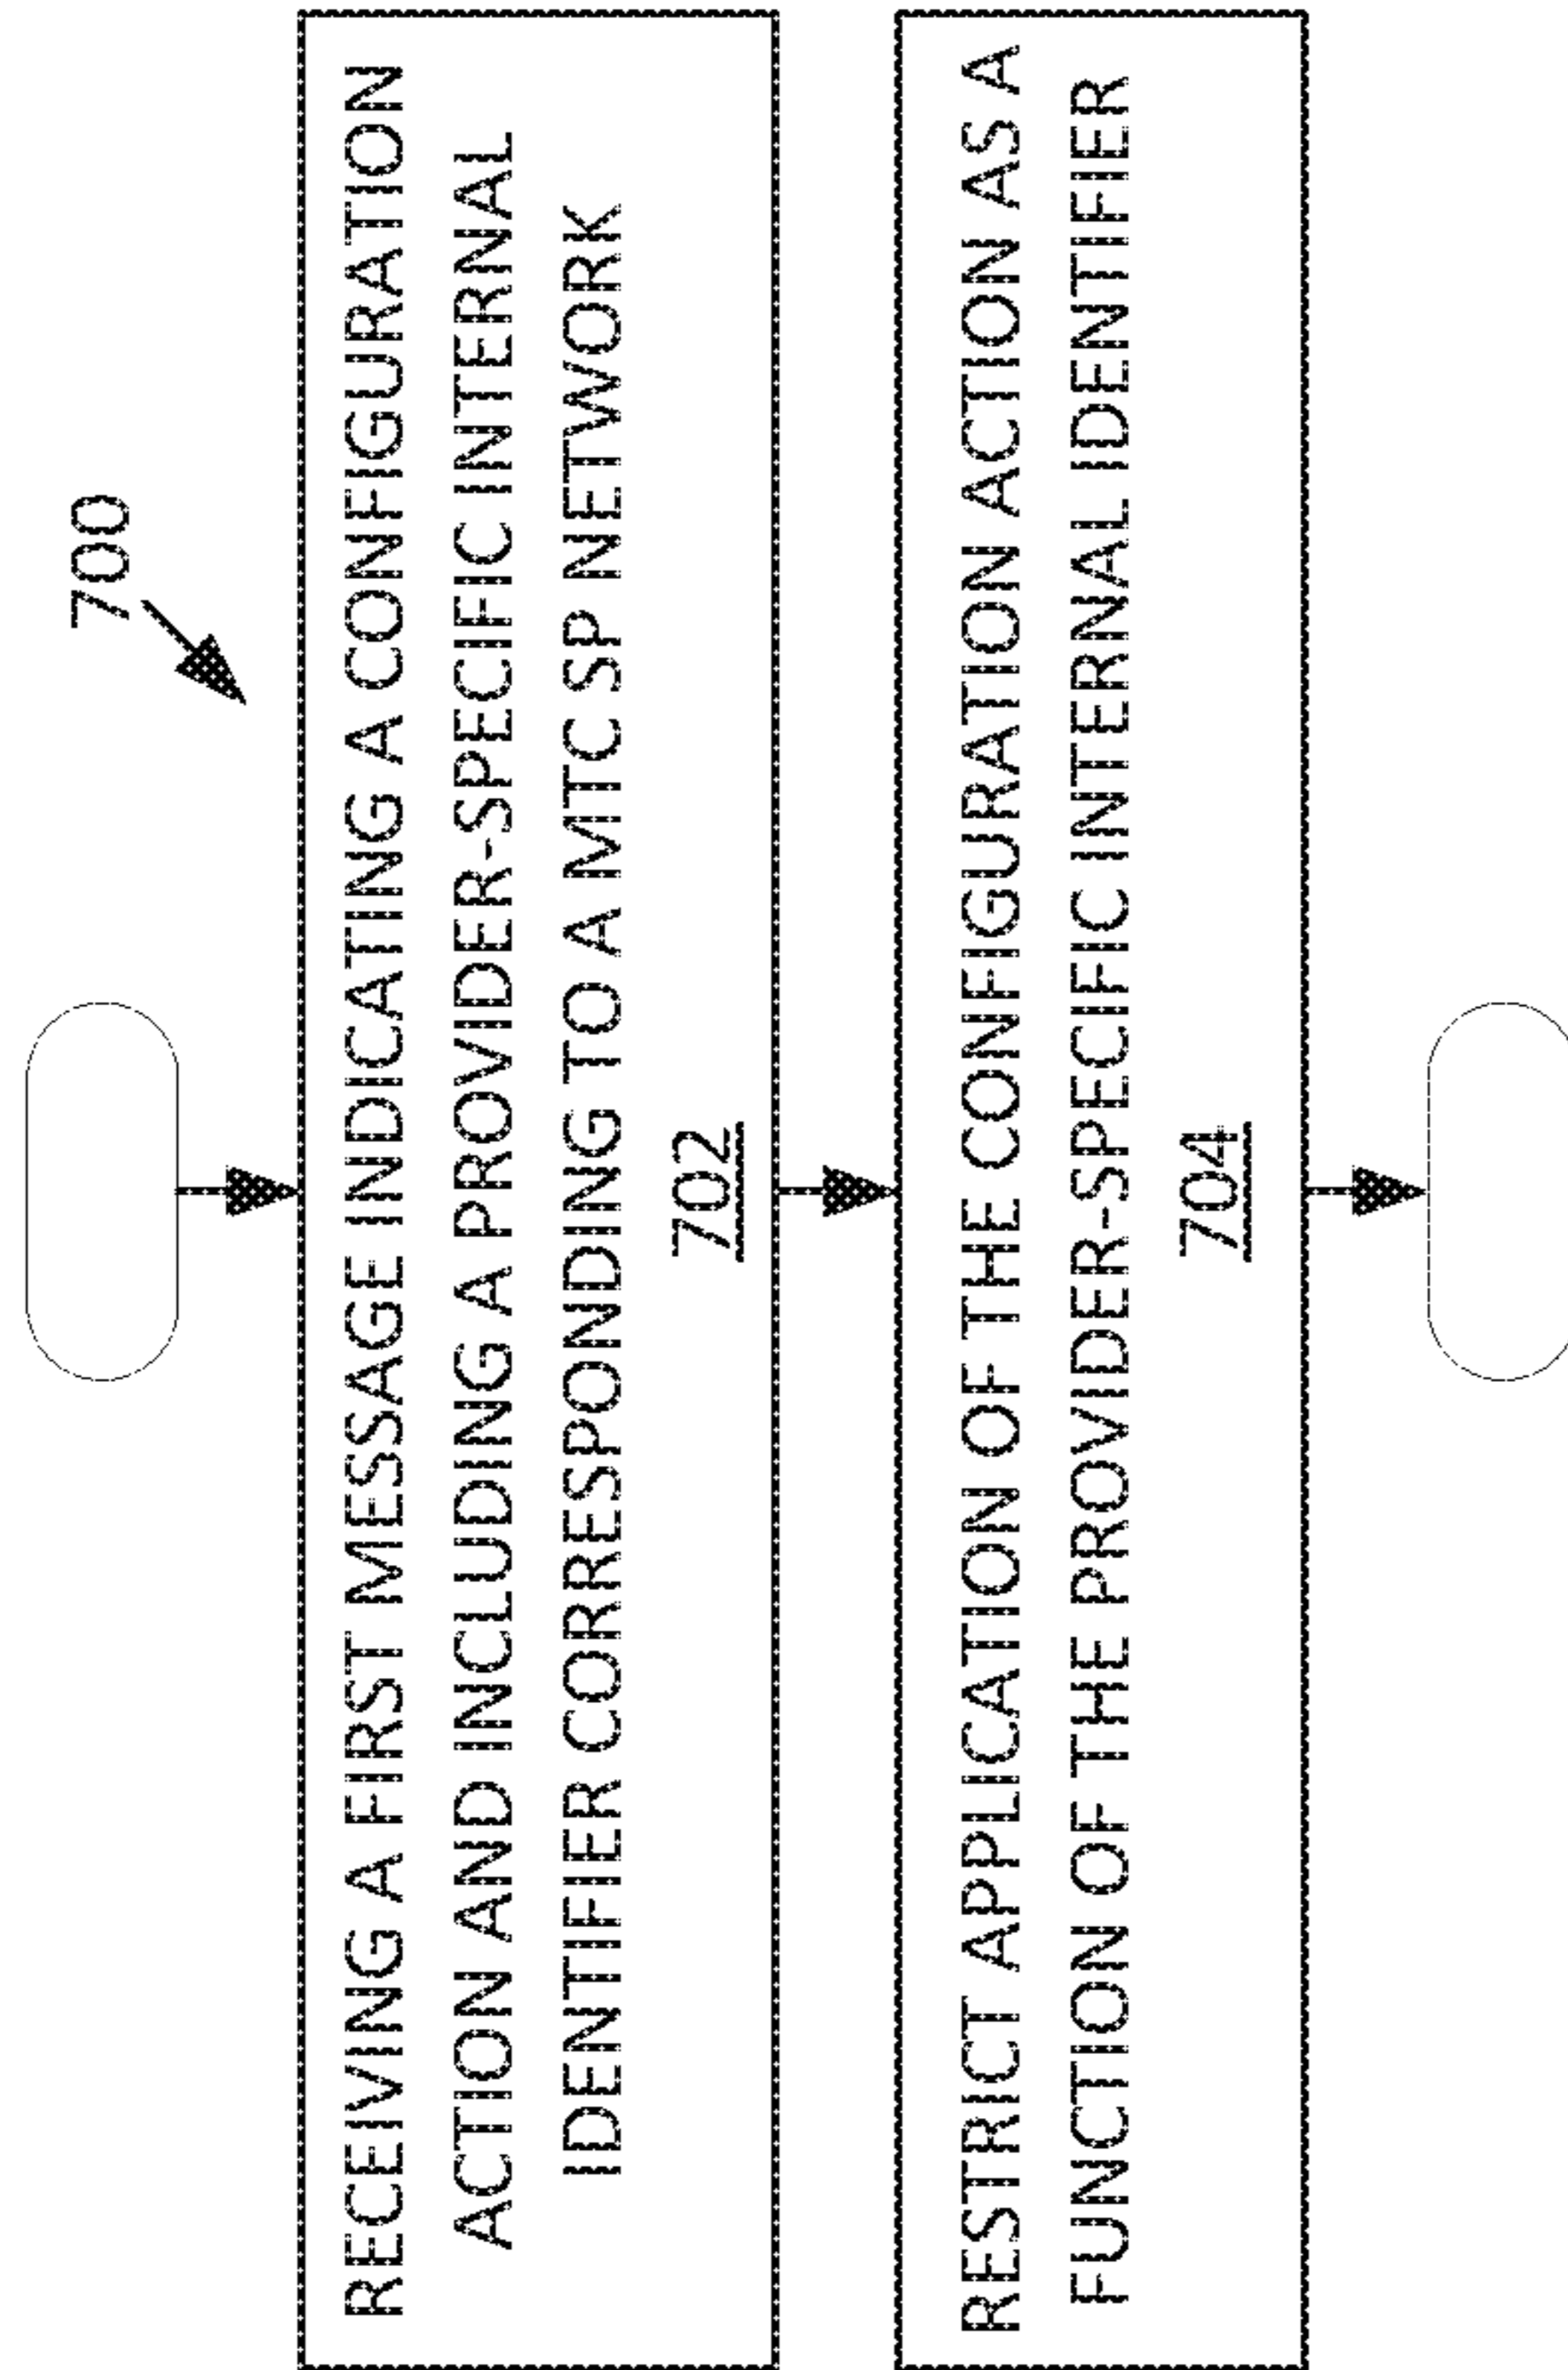 700
RECEIVING A FIRST MESSAGE INDICATING A CONFIGURATION
ACTION AND INCLUDING A PROVIDER-SPECIFIC INTERNAL
IDENTIFIER CORRESPONDING TO A MTC SP NETWORK
702
RESTRICT APPLICATION OF THE CONFIGURATION ACTION AS A
FUNCTION OF THE PROVIDER-SPECIFIC INTERNAL IDENTIFIER
704